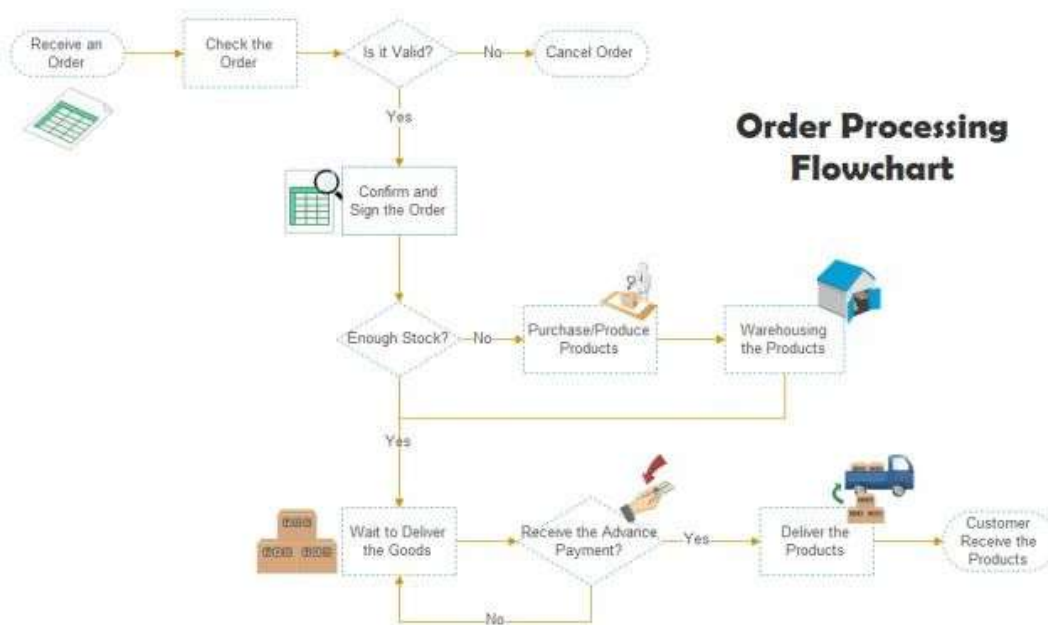 Receive an
Order
Check the
Order
Is it Valid?
No
Cancel Order
Yes
Order Processing
Flowchart
Confirm and
Sign the Order
Enough Stock?
No
Purchase/Produce
Products
Warehousing
the Products
Yes
Wait to Deliver
the Goods
Receive the Advance
Payment?
Yes
Deliver the
Products
Customer
Receive the
Products
No